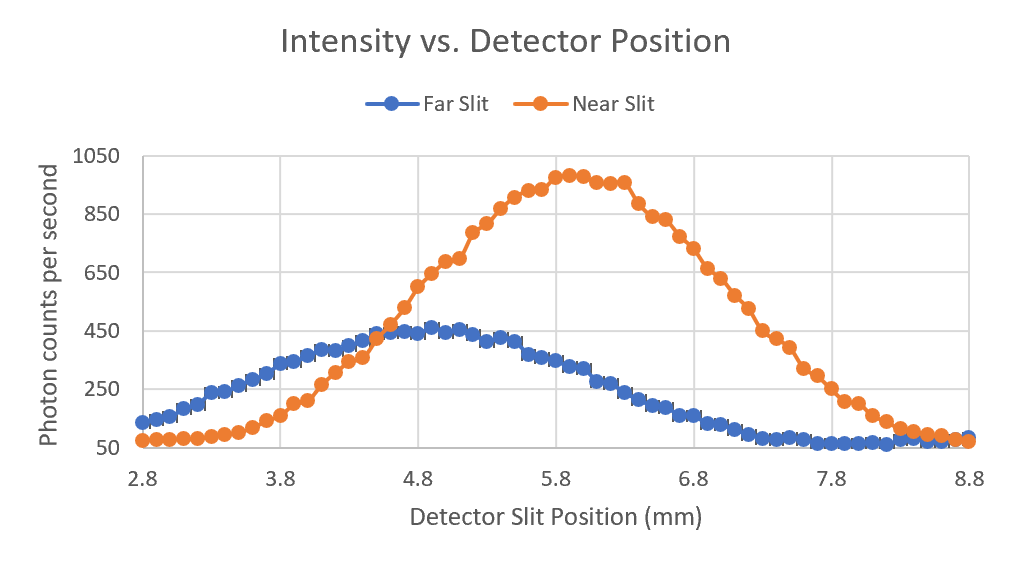 Intensity vs. Detector Position
Far Slit Near Slit
Photon counts per second
1050
850
650
450
250
50
2.8 3.8 4.8 5.8 6.8 7.8 8.8
Detector Slit Position (mm)